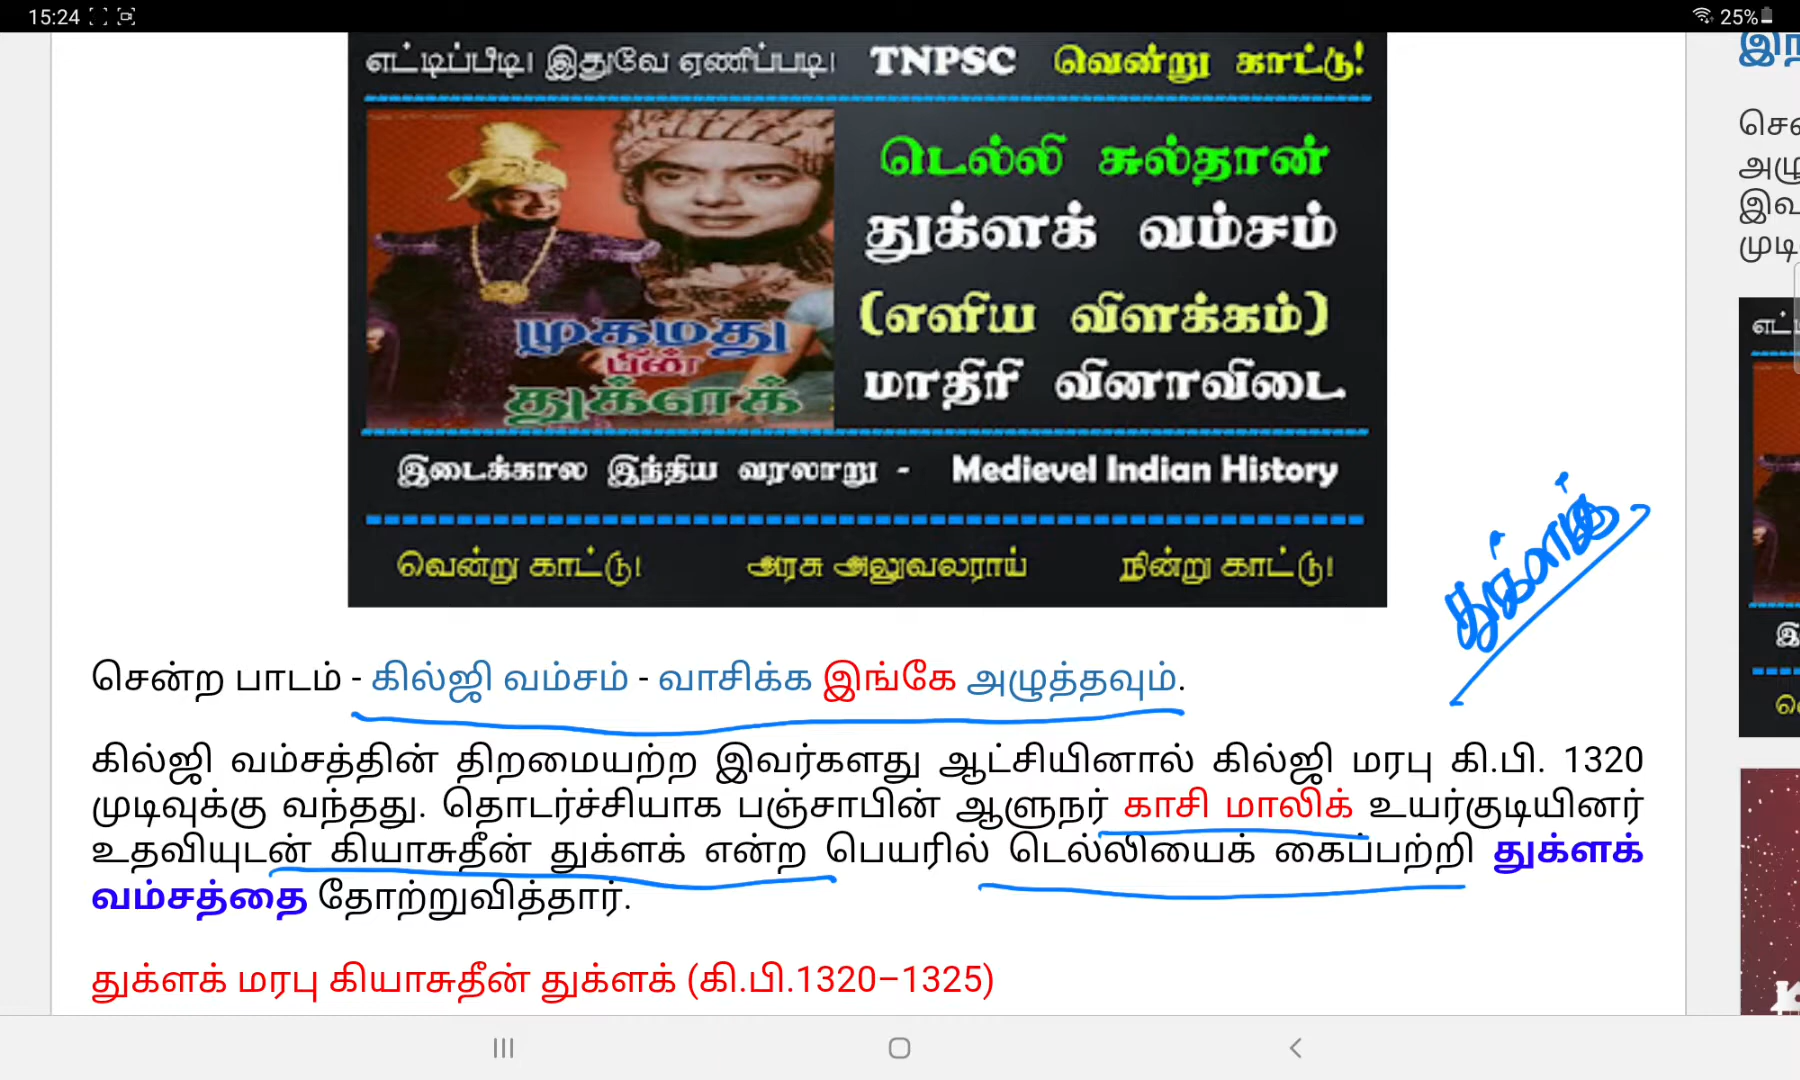 15:24
25%
எட்டிப்பீடி! இதுவே ஏணிப்படி! TNPSC வென்று காட்டு!
டெல்லி சுல்தான்
துக்ளக் வம்சம்
(எளிய விளக்கம்)
மாதிரி வினாவிடை
முகமது
பின்
துக்ளக்
இடைக்கால இந்திய வரலாறு - Medievel Indian History
வென்று காட்டு! அரசு அலுவலராய் நின்று காட்டு!
துக்ளக்
சென்ற பாடம் - கில்ஜி வம்சம் - வாசிக்க இங்கே அழுத்தவும்.
கில்ஜி வம்சத்தின் திறமையற்ற இவர்களது ஆட்சியினால் கில்ஜி மரபு கி.பி. 1320
முடிவுக்கு வந்தது. தொடர்ச்சியாக பஞ்சாபின் ஆளுநர் காசி மாலிக் உயர்குடியினர்
உதவியுடன் கியாசுதீன் துக்ளக் என்ற பெயரில் டெல்லியைக் கைப்பற்றி துக்ளக்
வம்சத்தை தோற்றுவித்தார்.
துக்ளக் மரபு கியாசுதீன் துக்ளக் (கி.பி.1320–1325)